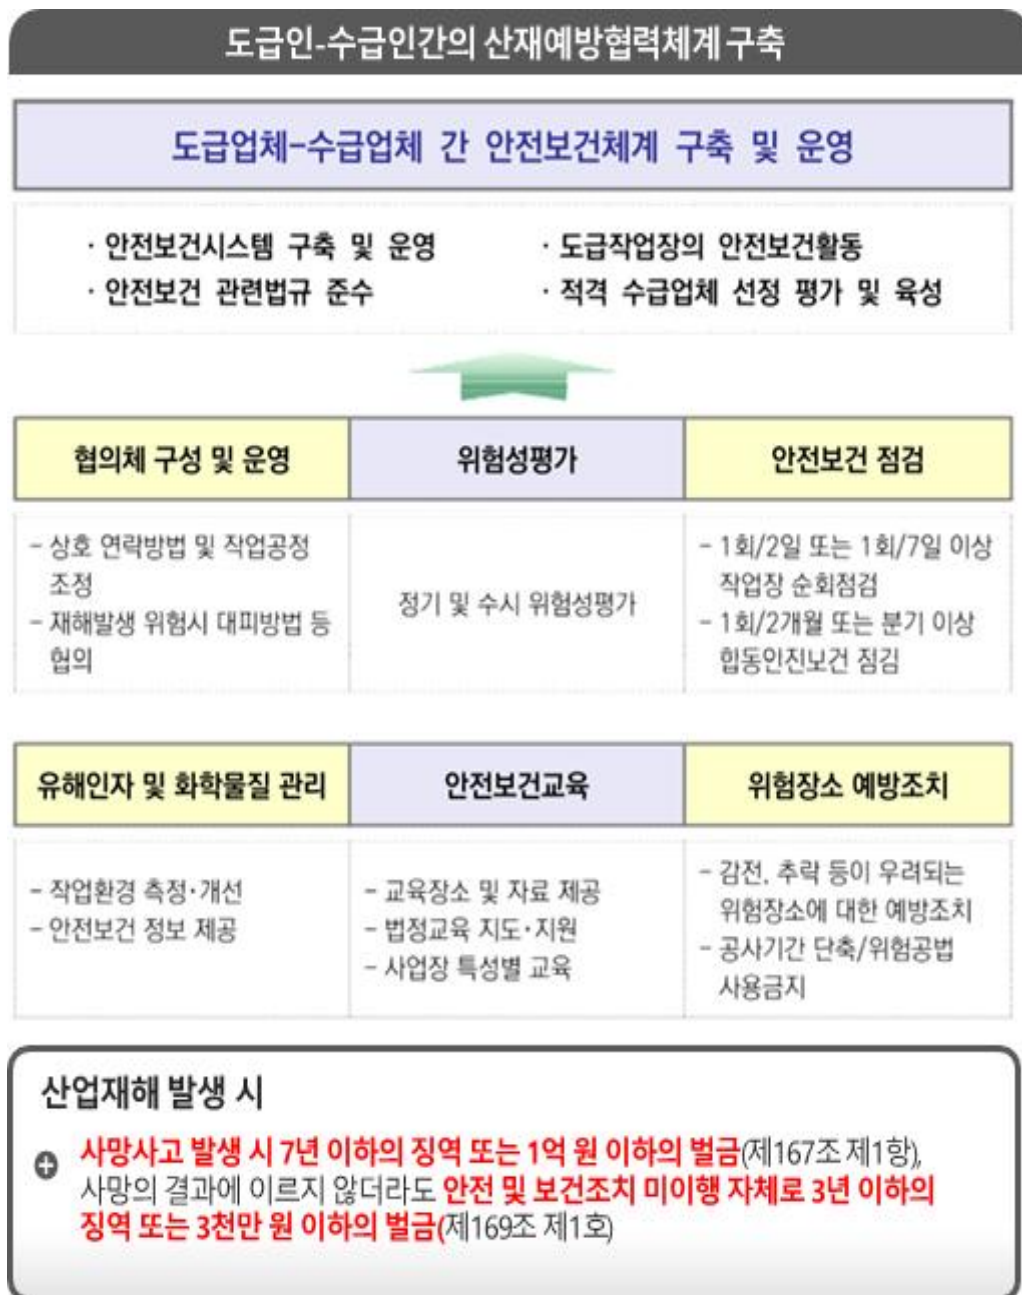 도급인-수급인간의 산재예방협력체계 구축
도급업체-수급업체 간 안전보건체계 구축 및 운영
· 안전보건시스템 구축 및 운영
· 안전보건 관련법규 준수
· 도급작업장의 안전보건활동
· 적격 수급업체 선정 평가 및 육성
협의체 구성 및 운영
위험성평가
안전보건 점검
- 상호 연락방법 및 작업공정
조정
- 재해발생 위험시 대피방법 등
협의
정기 및 수시 위험성평가
- 1회/2일 또는 1회/7일 이상
작업장 순회점검
- 1회/2개월 또는 분기 이상
합동인진보건 점김
유해인자 및 화학물질 관리
안전보건교육
위험장소 예방조치
- 작업환경 측정·개선
- 안전보건 정보 제공
- 교육장소 및 자료 제공
- 법정교육 지도·지원
- 사업장 특성별 교육
- 감전, 추락 등이 우려되는
위험장소에 대한 예방조치
- 공사기간 단축/위험공법
사용금지
산업재해 발생 시
사망사고 발생 시 7년 이하의 징역 또는 1억 원 이하의 벌금(제167조 제1항),
사망의 결과에 이르지 않더라도 안전 및 보건조치 미이행 자체로 3년 이하의
징역 또는 3천만 원 이하의 벌금(제169조 제1호)